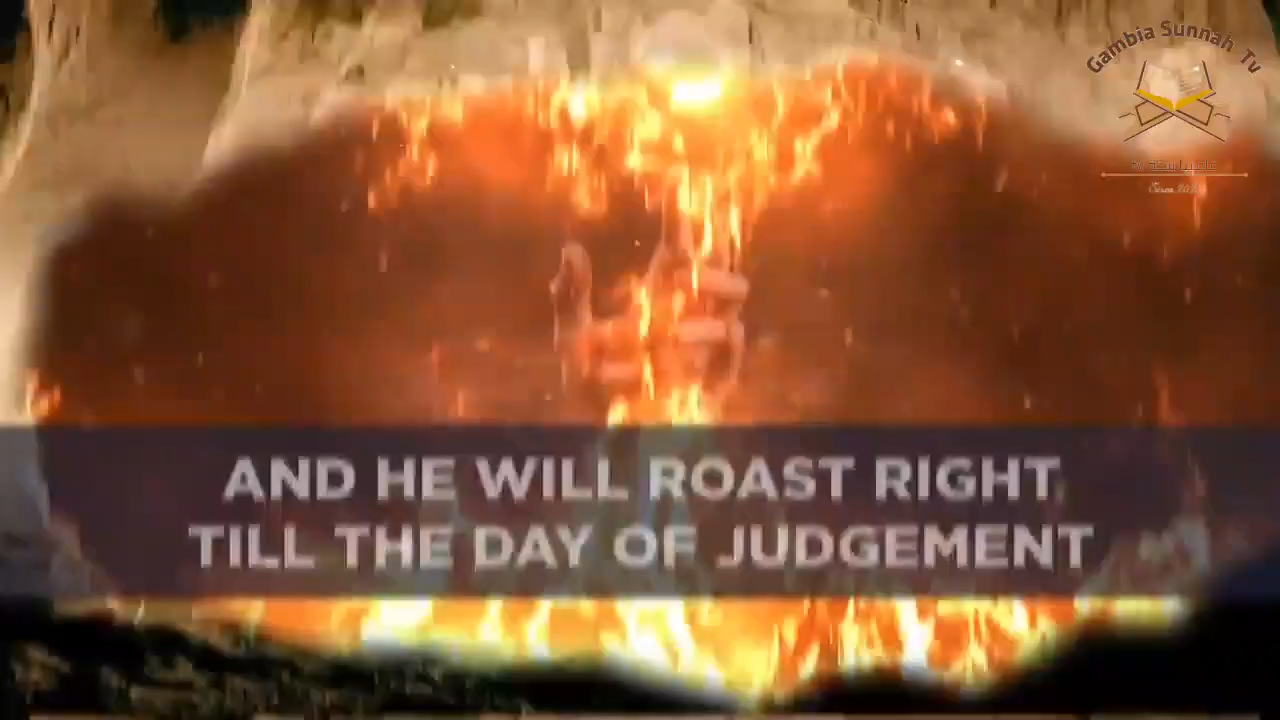 Gambia Sunnah Tv
AND HE WILL ROAST RIGHT
TILL THE DAY OF JUDGEMENT